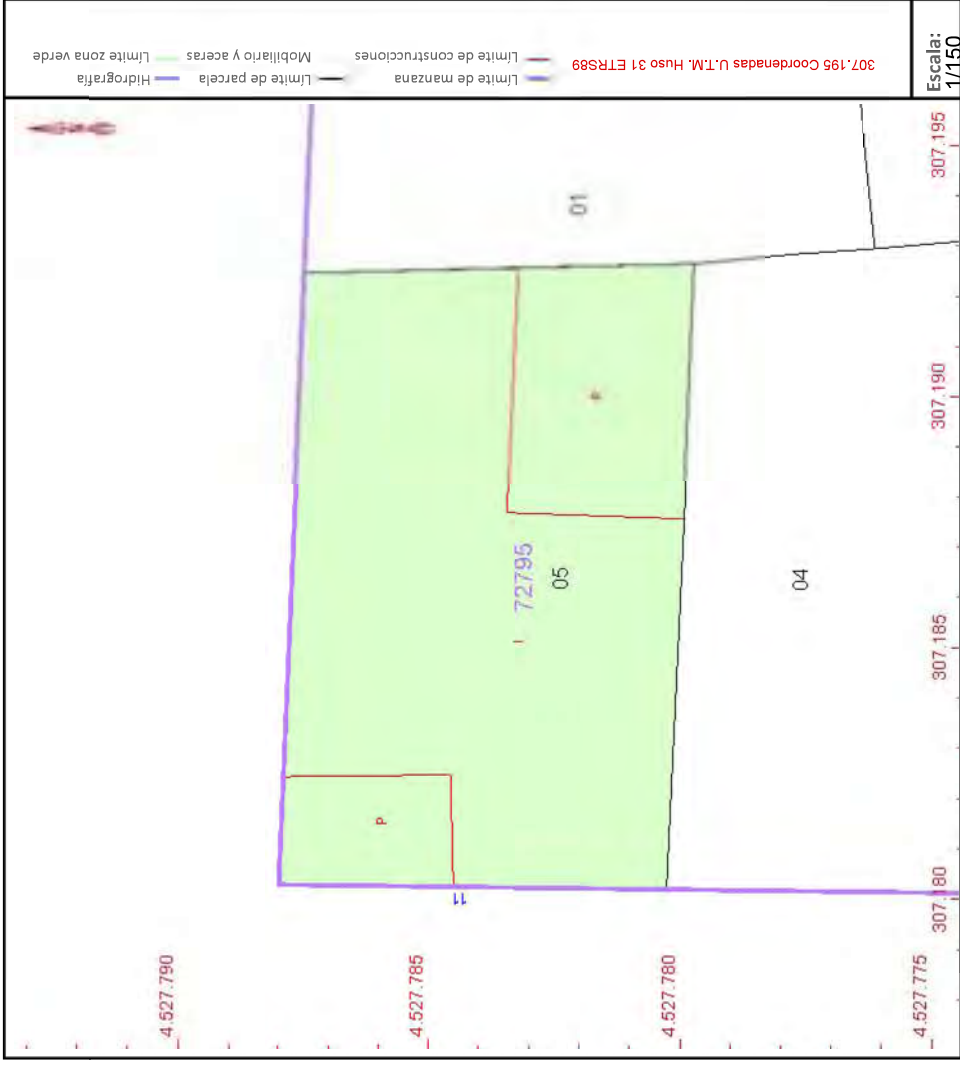 Límite de manzana
Límite de construcciones
Límite de parcela
Mobiliario y aceras
Hidrografía
Límite zona verde
307.195 Coordenadas U.T.M. Huso 31 ETRS89
Escala:
1/150
01
72795
05
04
P
I
11
4.527.790
4.527.785
4.527.780
4.527.775
307.180
307.185
307.190
307.195